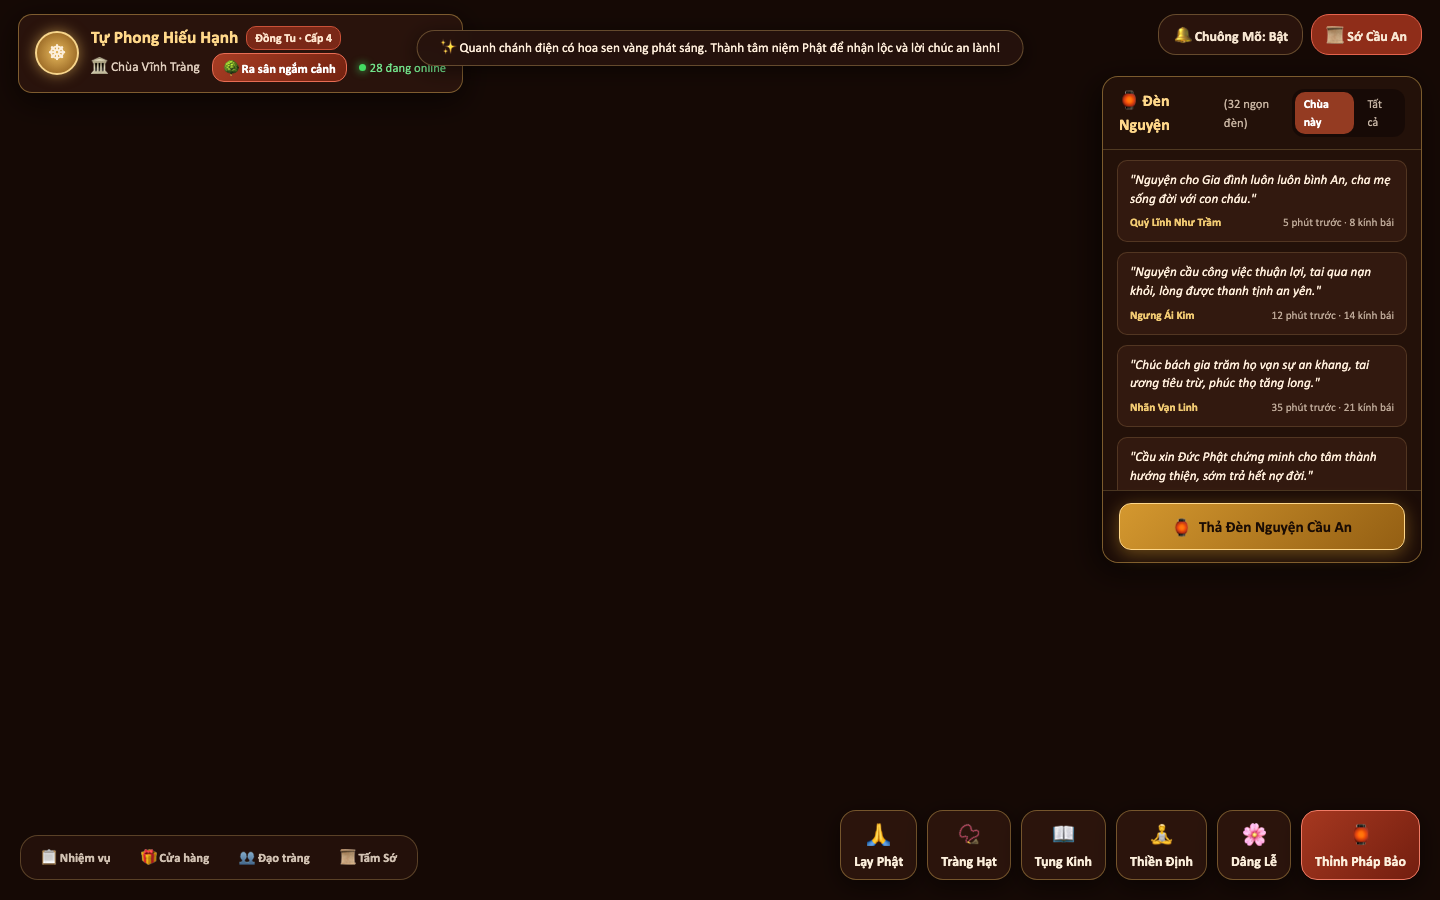 Tự Phong Hiếu Hạnh
Đồng Tu · Cấp 4
Chùa Vĩnh Tràng
Ra sân ngắm cảnh
28 đang online
Quanh chánh điện có hoa sen vàng phát sáng. Thành tâm niệm Phật để nhận lộc và lời chúc an lành!
Chuông Mõ: Bật
Sớ Cầu An
Đèn
Nguyện
(32 ngọn
đèn)
Chùa
này
Tất
cả
"Nguyện cho Gia đình luôn luôn bình An, cha mẹ
sống đời với con cháu."
Quý Lĩnh Như Trầm
5 phút trước · 8 kính bái
"Nguyện cầu công việc thuận lợi, tai qua nạn
khỏi, lòng được thanh tịnh an yên."
Ngưng Ái Kim
12 phút trước · 14 kính bái
"Chúc bách gia trăm họ vạn sự an khang, tai
ương tiêu trừ, phúc thọ tăng long."
Nhãn Vạn Linh
35 phút trước · 21 kính bái
"Cầu xin Đức Phật chứng minh cho tâm thành
hướng thiện, sớm trả hết nợ đời."
Thả Đèn Nguyện Cầu An
Nhiệm vụ
Cửa hàng
Đạo tràng
Tấm Sớ
Lạy Phật
Tràng Hạt
Tụng Kinh
Thiền Định
Dâng Lễ
Thỉnh Pháp Bảo